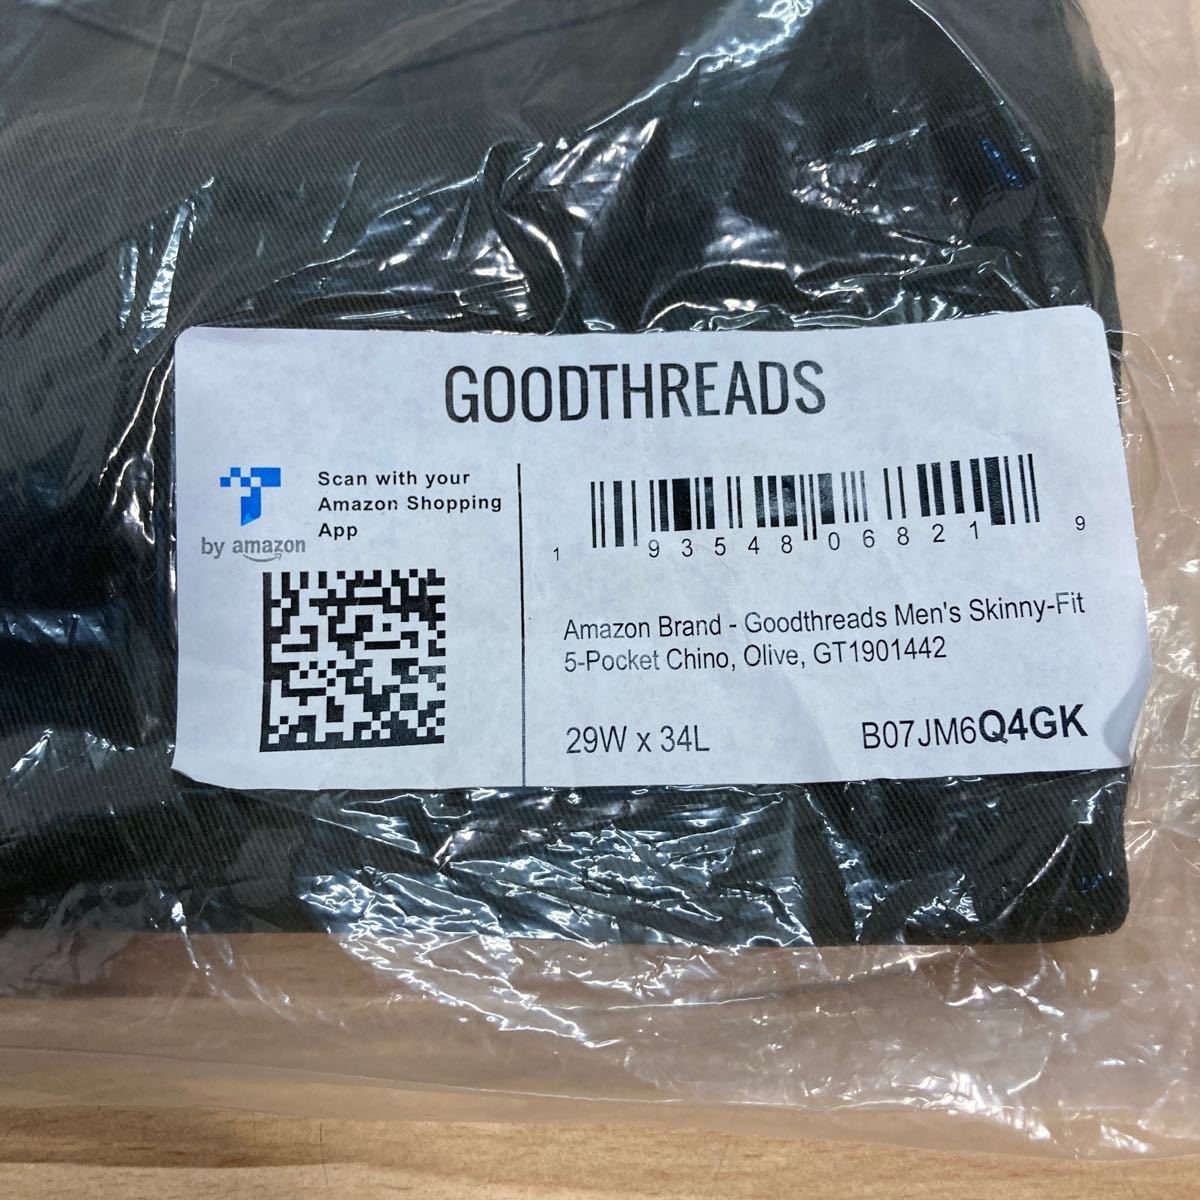 GOODTHREADS
by amazon
Scan with your
Amazon Shopping
App
1 93548 06821 9
Amazon Brand - Goodthreads Men's Skinny-Fit
5-Pocket Chino, Olive, GT1901442
29W x 34L
B07JM6Q4GK